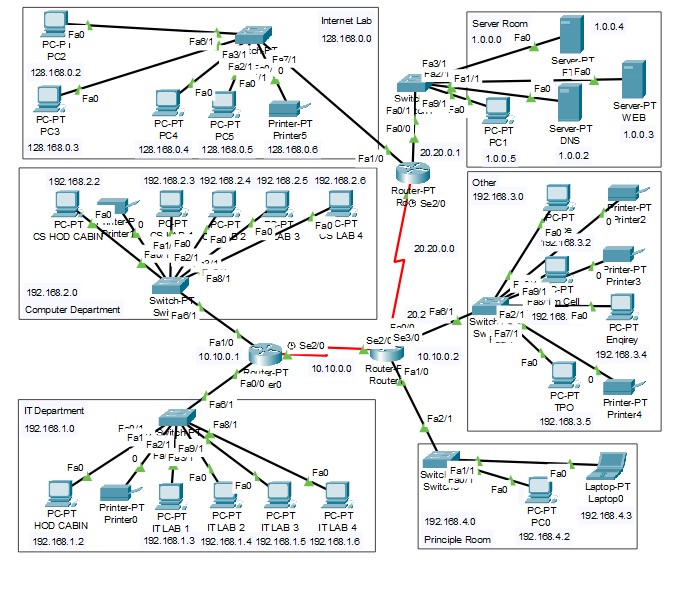 Internet Lab
128.168.0.0
Fa0
PC-PT
PC2
128.168.0.2
Fa6/1
Fa3/1
Fa2/1
Fa7/1
Fa0
PC-PT
PC3
128.168.0.3
Fa0
PC-PT
PC4
128.168.0.4
Fa0
PC-PT
PC5
128.168.0.5
Printer-PT
Printer5
128.168.0.6
Fa1/0
Server Room
1.0.0.0
1.0.0.4
Fa0
Server-PT
Fa3/1
Fa2/1
Fa1/1
Fa0
Server-PT
WEB
1.0.0.3
Fa9/1
Fa0
PC-PT
PC1
1.0.0.5
Fa0
Server-PT
DNS
1.0.0.2
Fa0/1
Fa0/0
20.20.0.1
Router-PT
Se2/0
20.20.0.0
192.168.2.2
192.168.2.3
192.168.2.4
192.168.2.5
192.168.2.6
PC-PT
CS HOD CABIN
Fa0
PC-PT
LAB 3
Fa0
C-PT
CS LAB 4
Fa2/1
Fa8/1
Switch-PT
Fa6/1
192.168.2.0
Computer Department
Other
192.168.3.0
PC-PT
Fa0
192.168.3.2
Printer-PT
Printer2
Fa0
Printer-PT
Printer3
Fa9/1
Cell
Fa0
PC-PT
Enqirey
192.168.3.4
Fa6/1
Fa2/1
Fa7/1
Fa0
PC-PT
TPO
192.168.3.5
Printer-PT
Printer4
Fa1/0
10.10.0.1
Se2/0
10.10.0.0
Router-PT
Fa0/0
Se3/0
10.10.0.2
Fa1/0
IT Department
192.168.1.0
Fa6/1
Fa8/1
Switch-PT
Fa2/1
Fa9/1
Fa3/1
Fa0
PC-PT
HOD CABIN
192.168.1.2
Fa0
Printer-PT
Printer0
PC-PT
IT LAB 1
192.168.1.3
Fa0
PC-PT
IT LAB 2
192.168.1.4
Fa0
PC-PT
IT LAB 3
192.168.1.5
Fa0
PC-PT
IT LAB 4
192.168.1.6
Fa2/1
Fa0
Fa1/1
Fa0
Fa0
PC-PT
PC0
192.168.4.2
Laptop-PT
Laptop0
192.168.4.3
192.168.4.0
Principle Room